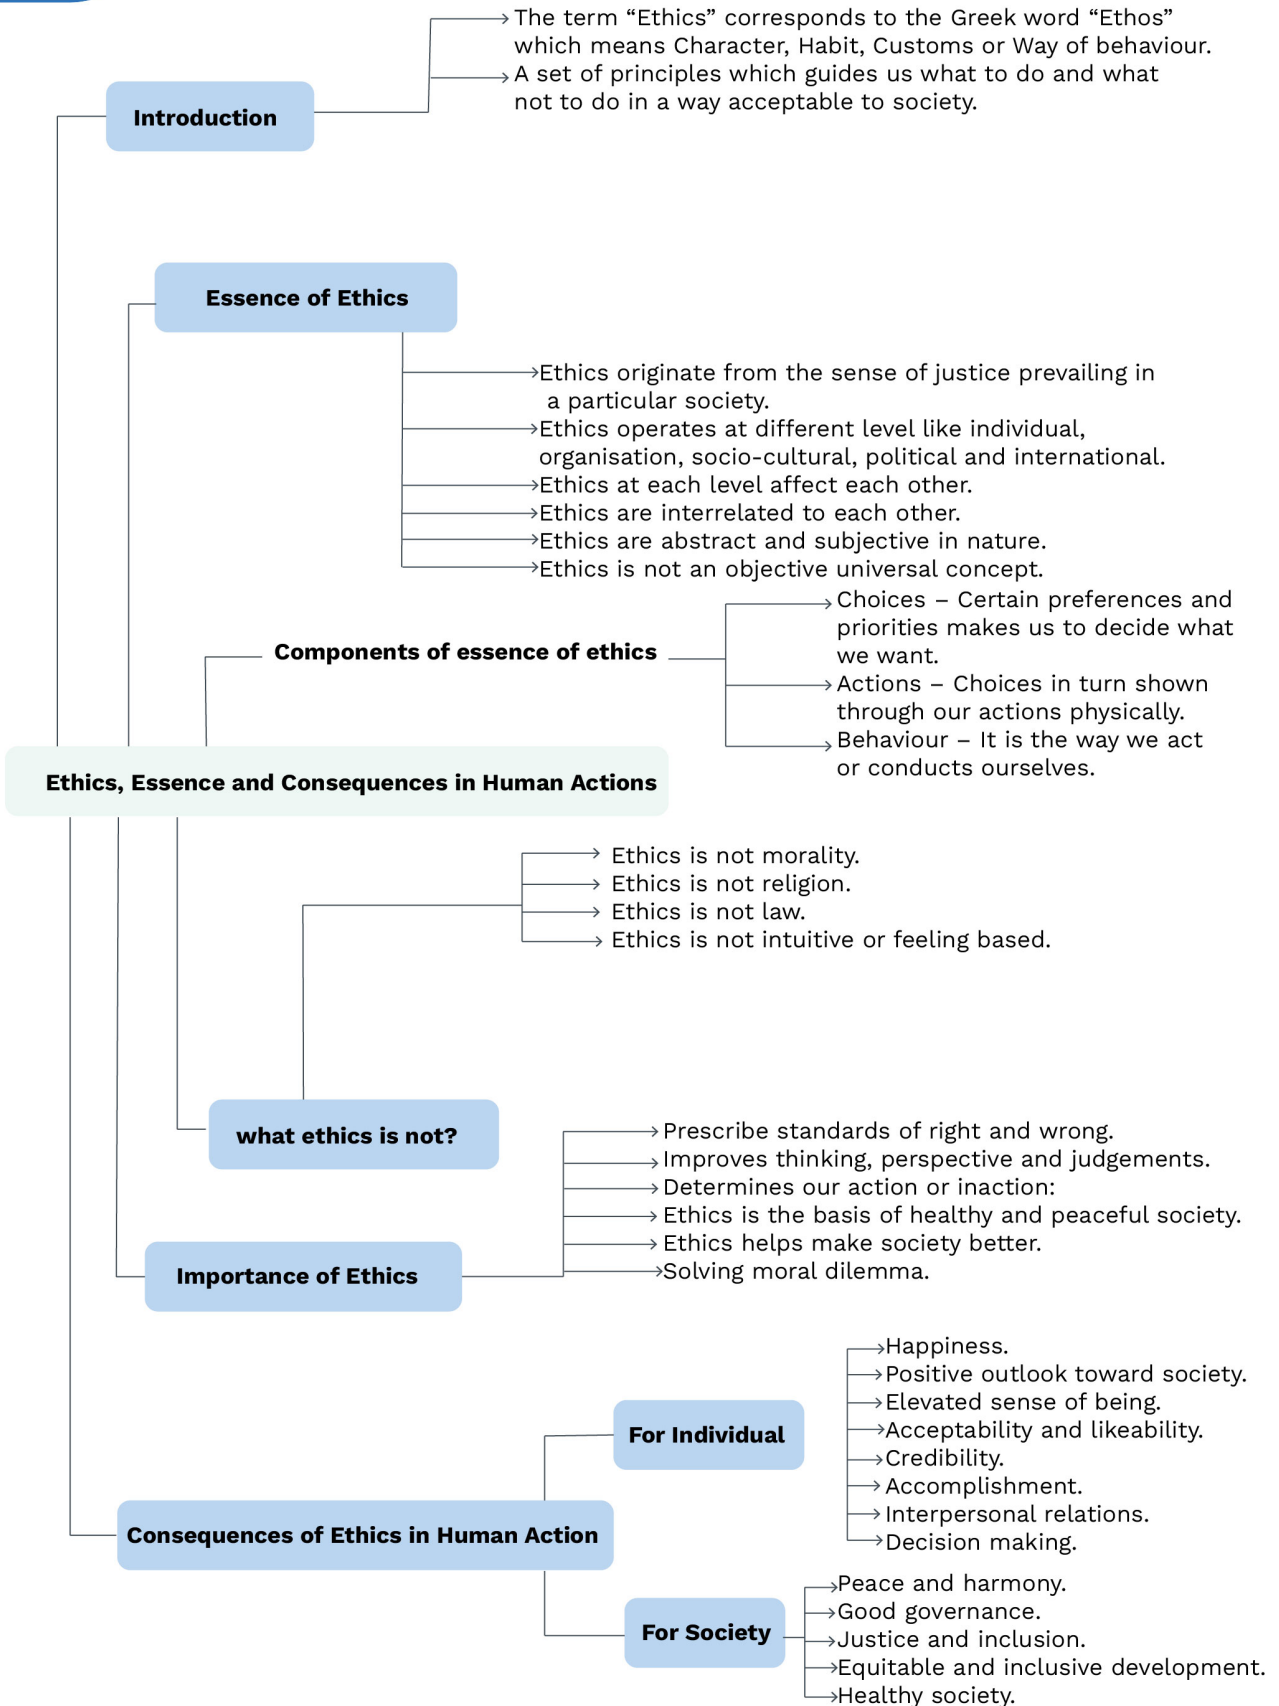 The term “Ethics” corresponds to the Greek word “Ethos”
which means Character, Habit, Customs or Way of behaviour.
A set of principles which guides us what to do and what
not to do in a way acceptable to society.
Introduction
Essence of Ethics
Ethics originate from the sense of justice prevailing in
a particular society.
Ethics operates at different level like individual,
organisation, socio-cultural, political and international.
Ethics at each level affect each other.
Ethics are interrelated to each other.
Ethics are abstract and subjective in nature.
Ethics is not an objective universal concept.
Components of essence of ethics
Choices – Certain preferences and
priorities makes us to decide what
we want.
Actions – Choices in turn shown
through our actions physically.
Behaviour – It is the way we act
or conducts ourselves.
Ethics, Essence and Consequences in Human Actions
Ethics is not morality.
Ethics is not religion.
Ethics is not law.
Ethics is not intuitive or feeling based.
what ethics is not?
Prescribe standards of right and wrong.
Improves thinking, perspective and judgements.
Determines our action or inaction:
Ethics is the basis of healthy and peaceful society.
Ethics helps make society better.
Solving moral dilemma.
Importance of Ethics
Happiness.
Positive outlook toward society.
Elevated sense of being.
Acceptability and likeability.
Credibility.
Accomplishment.
Interpersonal relations.
Decision making.
For Individual
Consequences of Ethics in Human Action
For Society
Peace and harmony.
Good governance.
Justice and inclusion.
Equitable and inclusive development.
Healthy society.